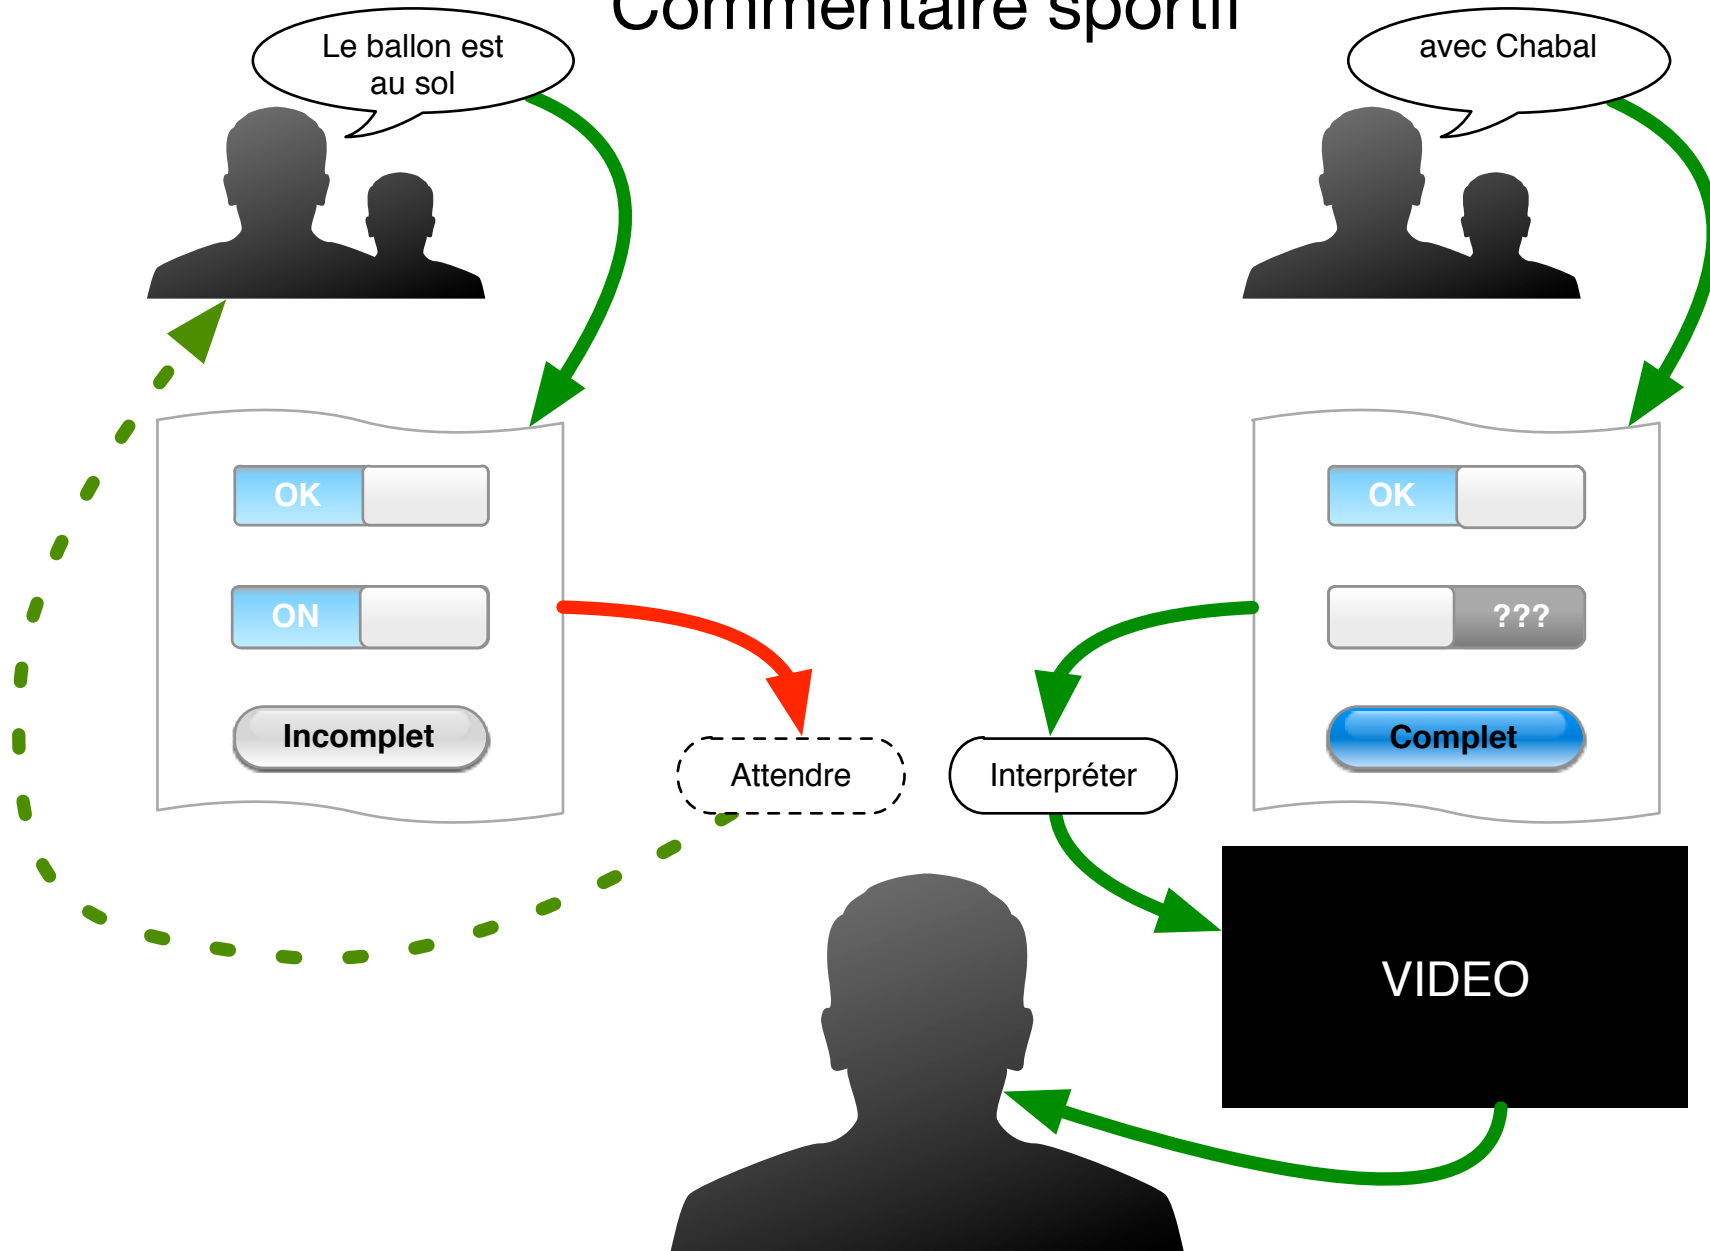 Commentaire sportif
Le ballon est
au sol
avec Chabal
OK
OK
ON
???
Incomplet
Complet
Attendre
Interpréter
VIDEO